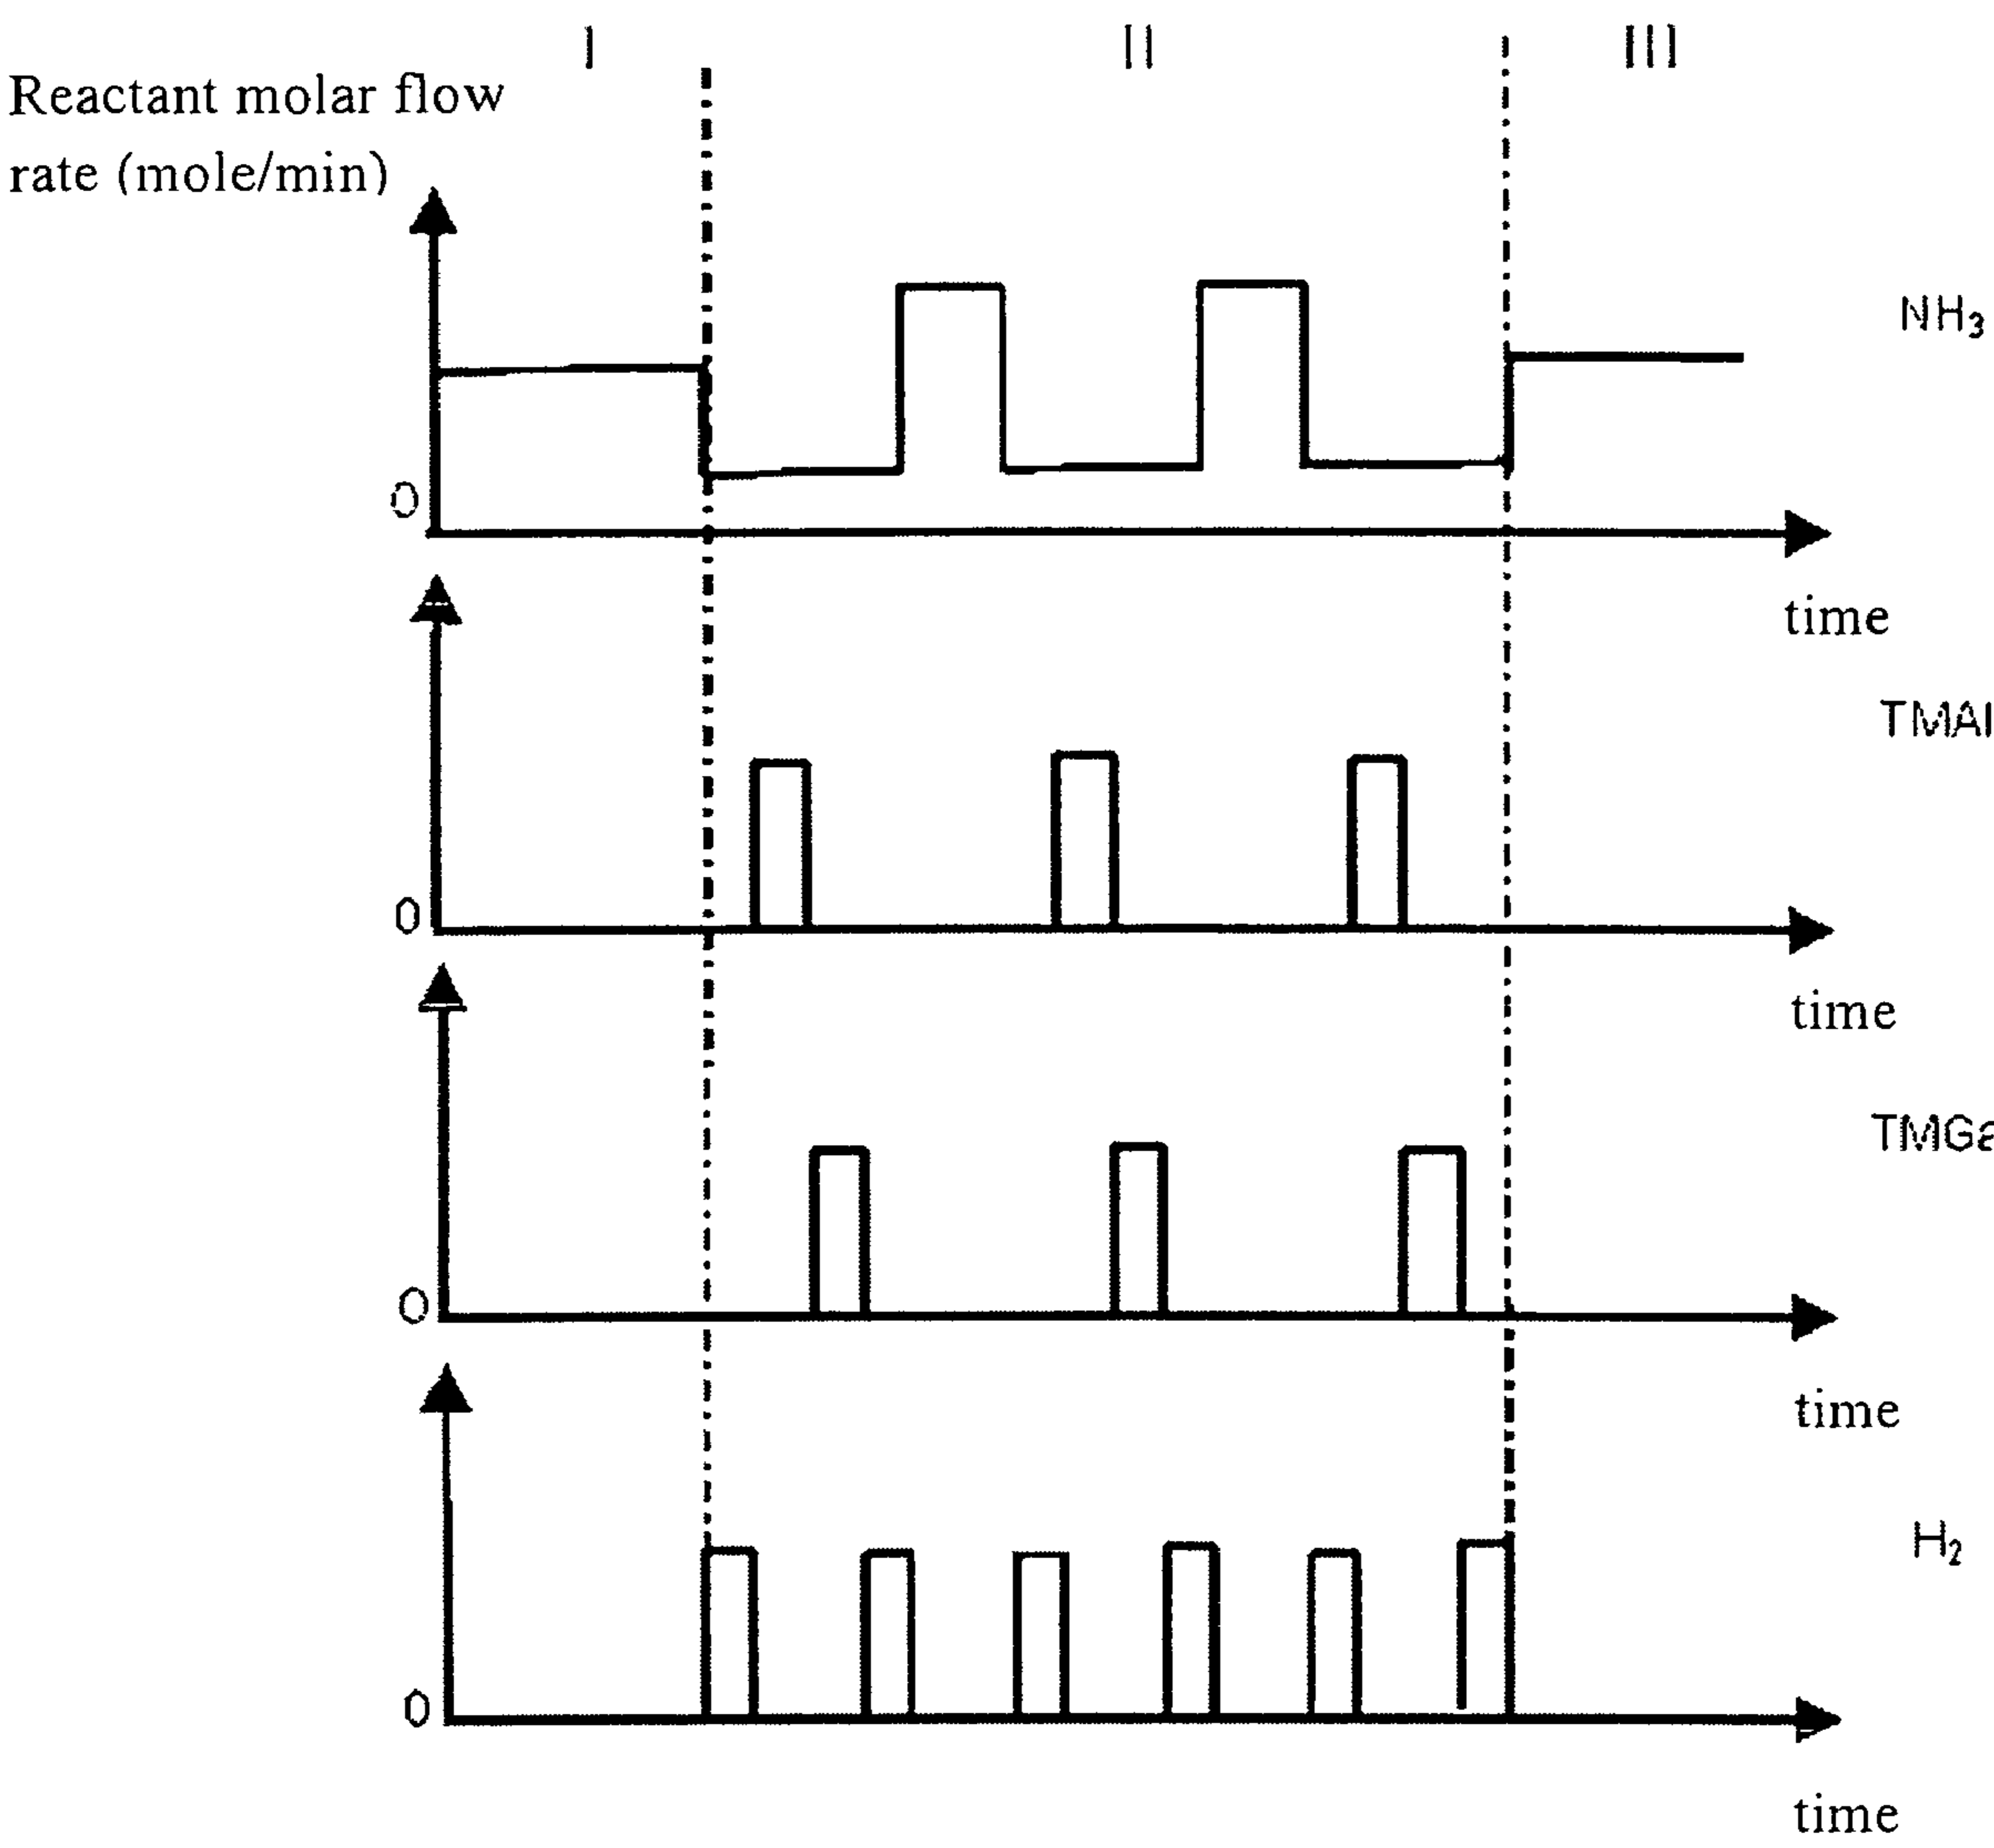 I II III
Reactant molar flow
rate (mole/min)
NH₃
0
time
TMAl
0
time
TMGa
0
time
H₂
0
time